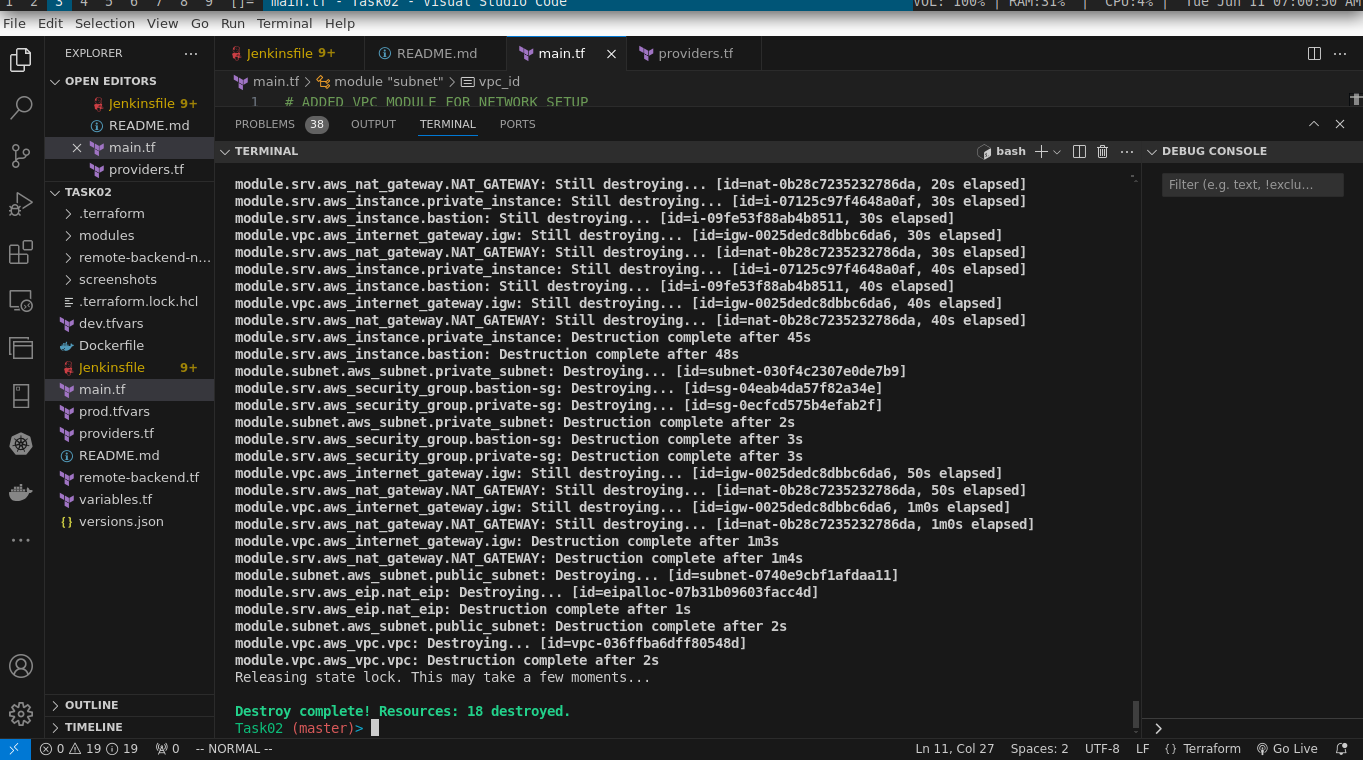 1 2 3 4 5 6 7 8 9 []= main.tf - Task02 - Visual Studio Code VOL: 100% | RAM:31% | CPU:4% | Tue Jun 11 07:00:50 AM
File Edit Selection View Go Run Terminal Help
EXPLORER ...
Jenkinsfile 9+ README.md main.tf providers.tf
OPEN EDITORS
Jenkinsfile 9+
README.md
main.tf
providers.tf
TASK02
.terraform
modules
remote-backend-n...
screenshots
.terraform.lock.hcl
dev.tfvars
Dockerfile
Jenkinsfile 9+
main.tf
prod.tfvars
providers.tf
README.md
remote-backend.tf
variables.tf
versions.json
OUTLINE
TIMELINE
main.tf > module "subnet" > vpc_id
1 # ADDED VPC MODULE FOR NETWORK SETUP
PROBLEMS 38 OUTPUT TERMINAL PORTS
TERMINAL bash
module.srv.aws_nat_gateway.NAT_GATEWAY: Still destroying... [id=nat-0b28c7235232786da, 20s elapsed]
module.srv.aws_instance.private_instance: Still destroying... [id=i-07125c97f4648a0af, 30s elapsed]
module.srv.aws_instance.bastion: Still destroying... [id=i-09fe53f88ab4b8511, 30s elapsed]
module.vpc.aws_internet_gateway.igw: Still destroying... [id=igw-0025dedc8dbbc6da6, 30s elapsed]
module.srv.aws_nat_gateway.NAT_GATEWAY: Still destroying... [id=nat-0b28c7235232786da, 30s elapsed]
module.srv.aws_instance.private_instance: Still destroying... [id=i-07125c97f4648a0af, 40s elapsed]
module.srv.aws_instance.bastion: Still destroying... [id=i-09fe53f88ab4b8511, 40s elapsed]
module.vpc.aws_internet_gateway.igw: Still destroying... [id=igw-0025dedc8dbbc6da6, 40s elapsed]
module.srv.aws_nat_gateway.NAT_GATEWAY: Still destroying... [id=nat-0b28c7235232786da, 40s elapsed]
module.srv.aws_instance.private_instance: Destruction complete after 45s
module.srv.aws_instance.bastion: Destruction complete after 48s
module.subnet.aws_subnet.private_subnet: Destroying... [id=subnet-030f4c2307e0de7b9]
module.srv.aws_security_group.bastion-sg: Destroying... [id=sg-04eab4da57f82a34e]
module.srv.aws_security_group.private-sg: Destroying... [id=sg-0ecfcd575b4efab2f]
module.subnet.aws_subnet.private_subnet: Destruction complete after 2s
module.srv.aws_security_group.bastion-sg: Destruction complete after 3s
module.srv.aws_security_group.private-sg: Destruction complete after 3s
module.vpc.aws_internet_gateway.igw: Still destroying... [id=igw-0025dedc8dbbc6da6, 50s elapsed]
module.srv.aws_nat_gateway.NAT_GATEWAY: Still destroying... [id=nat-0b28c7235232786da, 50s elapsed]
module.vpc.aws_internet_gateway.igw: Still destroying... [id=igw-0025dedc8dbbc6da6, 1m0s elapsed]
module.srv.aws_nat_gateway.NAT_GATEWAY: Still destroying... [id=nat-0b28c7235232786da, 1m0s elapsed]
module.vpc.aws_internet_gateway.igw: Destruction complete after 1m3s
module.srv.aws_nat_gateway.NAT_GATEWAY: Destruction complete after 1m4s
module.subnet.aws_subnet.public_subnet: Destroying... [id=subnet-0740e9cbf1afdaa11]
module.srv.aws_eip.nat_eip: Destroying... [id=eipalloc-07b31b09603facc4d]
module.srv.aws_eip.nat_eip: Destruction complete after 1s
module.subnet.aws_subnet.public_subnet: Destruction complete after 2s
module.vpc.aws_vpc.vpc: Destroying... [id=vpc-036ffba6dff80548d]
module.vpc.aws_vpc.vpc: Destruction complete after 2s
Releasing state lock. This may take a few moments...
Destroy complete! Resources: 18 destroyed.
Task02 (master)>
DEBUG CONSOLE
Filter (e.g. text, !exclu...
0 19 19 0 -- NORMAL -- Ln 11, Col 27 Spaces: 2 UTF-8 LF {} Terraform Go Live